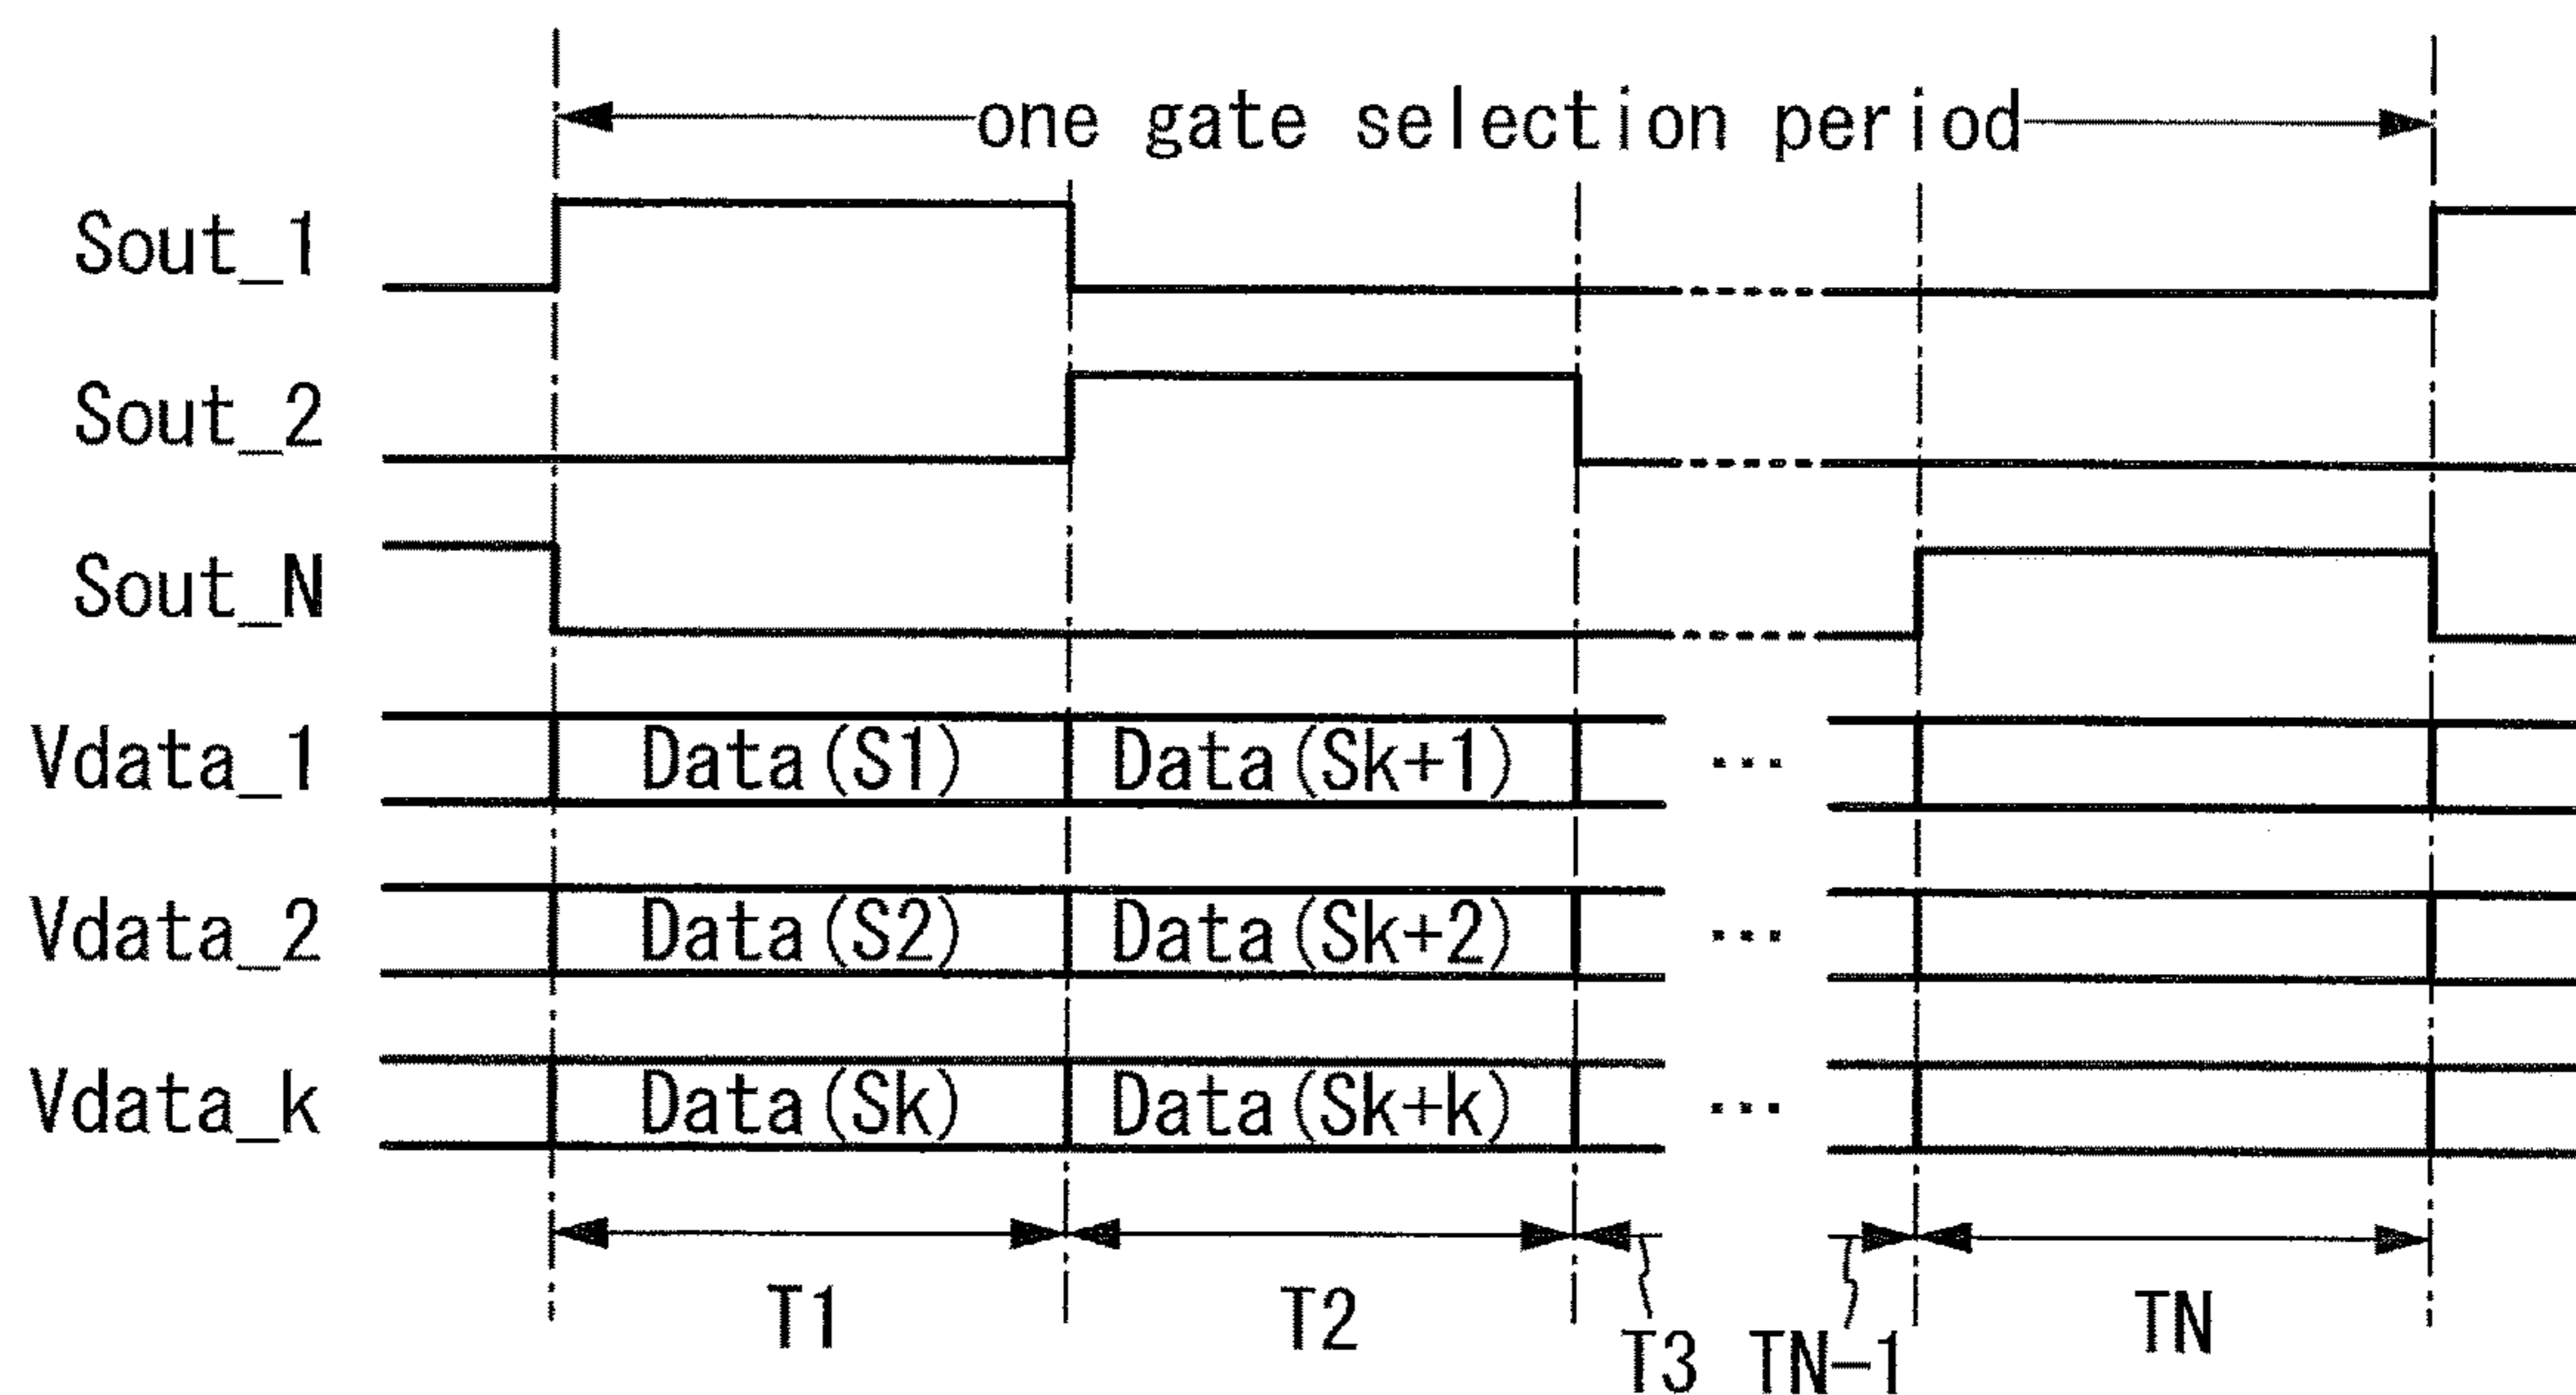 one gate selection period
Sout_1
Sout_2
Sout_N
Vdata_1 Data(S1) Data(Sk+1) ...
Vdata_2 Data(S2) Data(Sk+2) ...
Vdata_k Data(Sk) Data(Sk+k) ...
T1 T2 T3 TN-1 TN